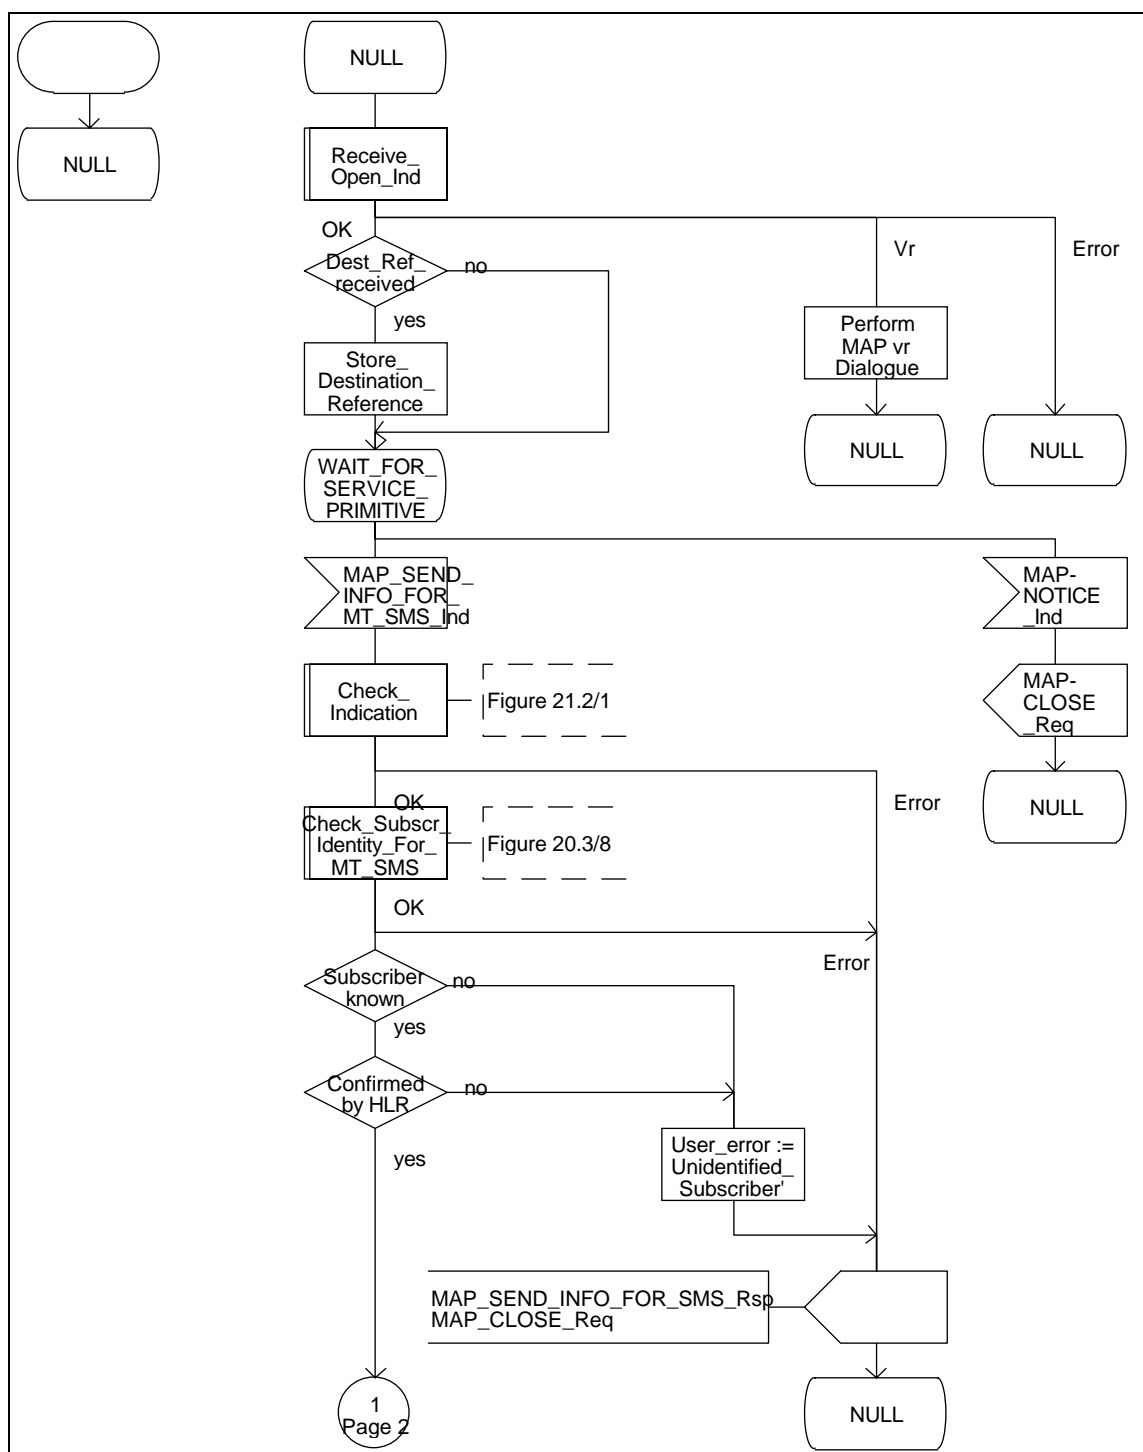 NULL
NULL
Receive_
Open_Ind
OK
Vr
Error
Dest_Ref_
received
no
yes
Perform
MAP vr
Dialogue
Store_
Destination_
Reference
NULL
NULL
WAIT_FOR_
SERVICE_
PRIMITIVE
MAP_SEND_
INFO_FOR_
MT_SMS_Ind
MAP-
NOTICE
_Ind
Check_
Indication
Figure 21.2/1
MAP-
CLOSE
_Req
OK
Error
NULL
Check_Subscr_
Identity_For_
MT_SMS
Figure 20.3/8
OK
Error
Subscriber
known
no
yes
Confirmed
by HLR
no
yes
User_error :=
Unidentified_
Subscriber'
MAP_SEND_INFO_FOR_SMS_Rsp
MAP_CLOSE_Req
1
Page 2
NULL